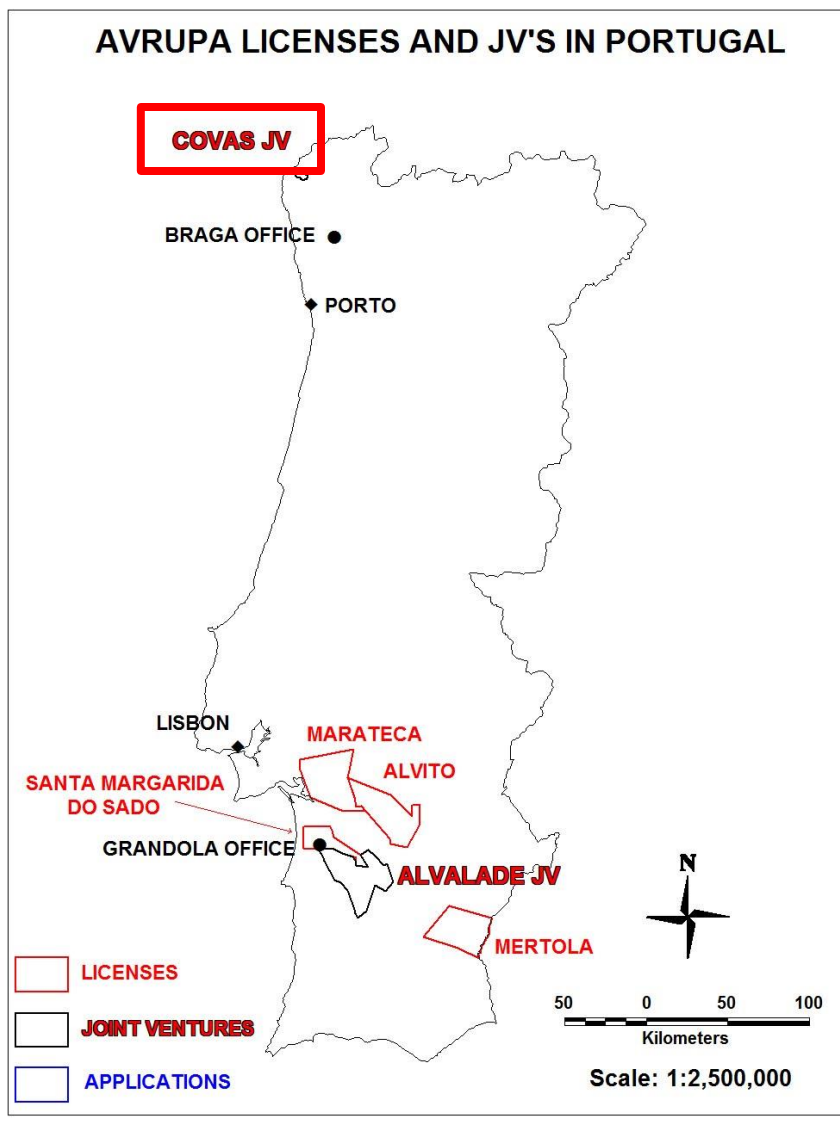 AVRUPA LICENSES AND JV'S IN PORTUGAL
COVAS JV
BRAGA OFFICE
PORTO
LISBON
MARATECA
ALVITO
SANTA MARGARIDA
DO SADO
GRANDOLA OFFICE
ALVALADE JV
N
MERTOLA
LICENSES
JOINT VENTURES
APPLICATIONS
50 0 50 100
Kilometers
Scale: 1:2,500,000